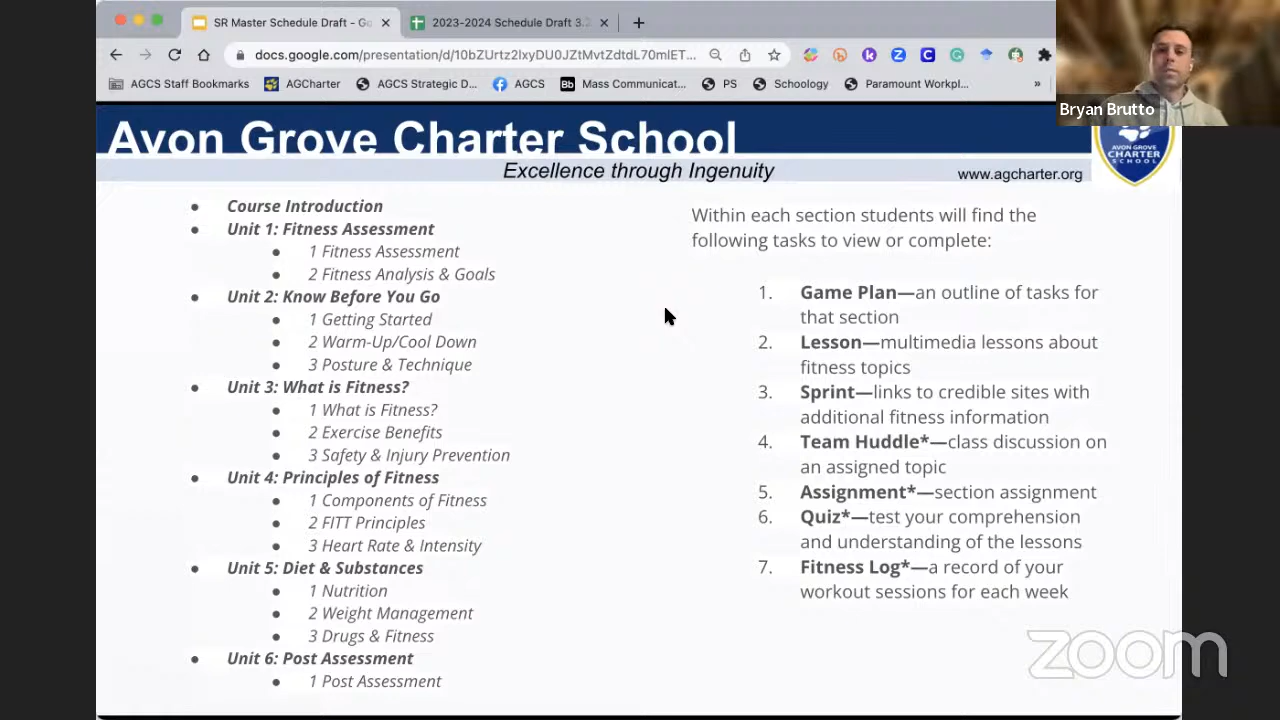 SR Master Schedule Draft - Go
2023-2024 Schedule Draft 3.
docs.google.com/presentation/d/10bZUrtz2lxyDU0JZtMvtZdtdL70mlET...
AGCS Staff Bookmarks
AGCharter
AGCS Strategic D...
AGCS
Bb Mass Communicat...
PS
Schoology
Paramount Workpl...
»
Bryan Brutto
Avon Grove Charter School
Excellence through Ingenuity
www.agcharter.org
AVON GROVE
CHARTER
SCHOOL
• Course Introduction
• Unit 1: Fitness Assessment
• 1 Fitness Assessment
• 2 Fitness Analysis & Goals
• Unit 2: Know Before You Go
• 1 Getting Started
• 2 Warm-Up/Cool Down
• 3 Posture & Technique
• Unit 3: What is Fitness?
• 1 What is Fitness?
• 2 Exercise Benefits
• 3 Safety & Injury Prevention
• Unit 4: Principles of Fitness
• 1 Components of Fitness
• 2 FITT Principles
• 3 Heart Rate & Intensity
• Unit 5: Diet & Substances
• 1 Nutrition
• 2 Weight Management
• 3 Drugs & Fitness
• Unit 6: Post Assessment
• 1 Post Assessment
Within each section students will find the
following tasks to view or complete:
1. Game Plan—an outline of tasks for
that section
2. Lesson—multimedia lessons about
fitness topics
3. Sprint—links to credible sites with
additional fitness information
4. Team Huddle*—class discussion on
an assigned topic
5. Assignment*—section assignment
6. Quiz*—test your comprehension
and understanding of the lessons
7. Fitness Log*—a record of your
workout sessions for each week
zoom